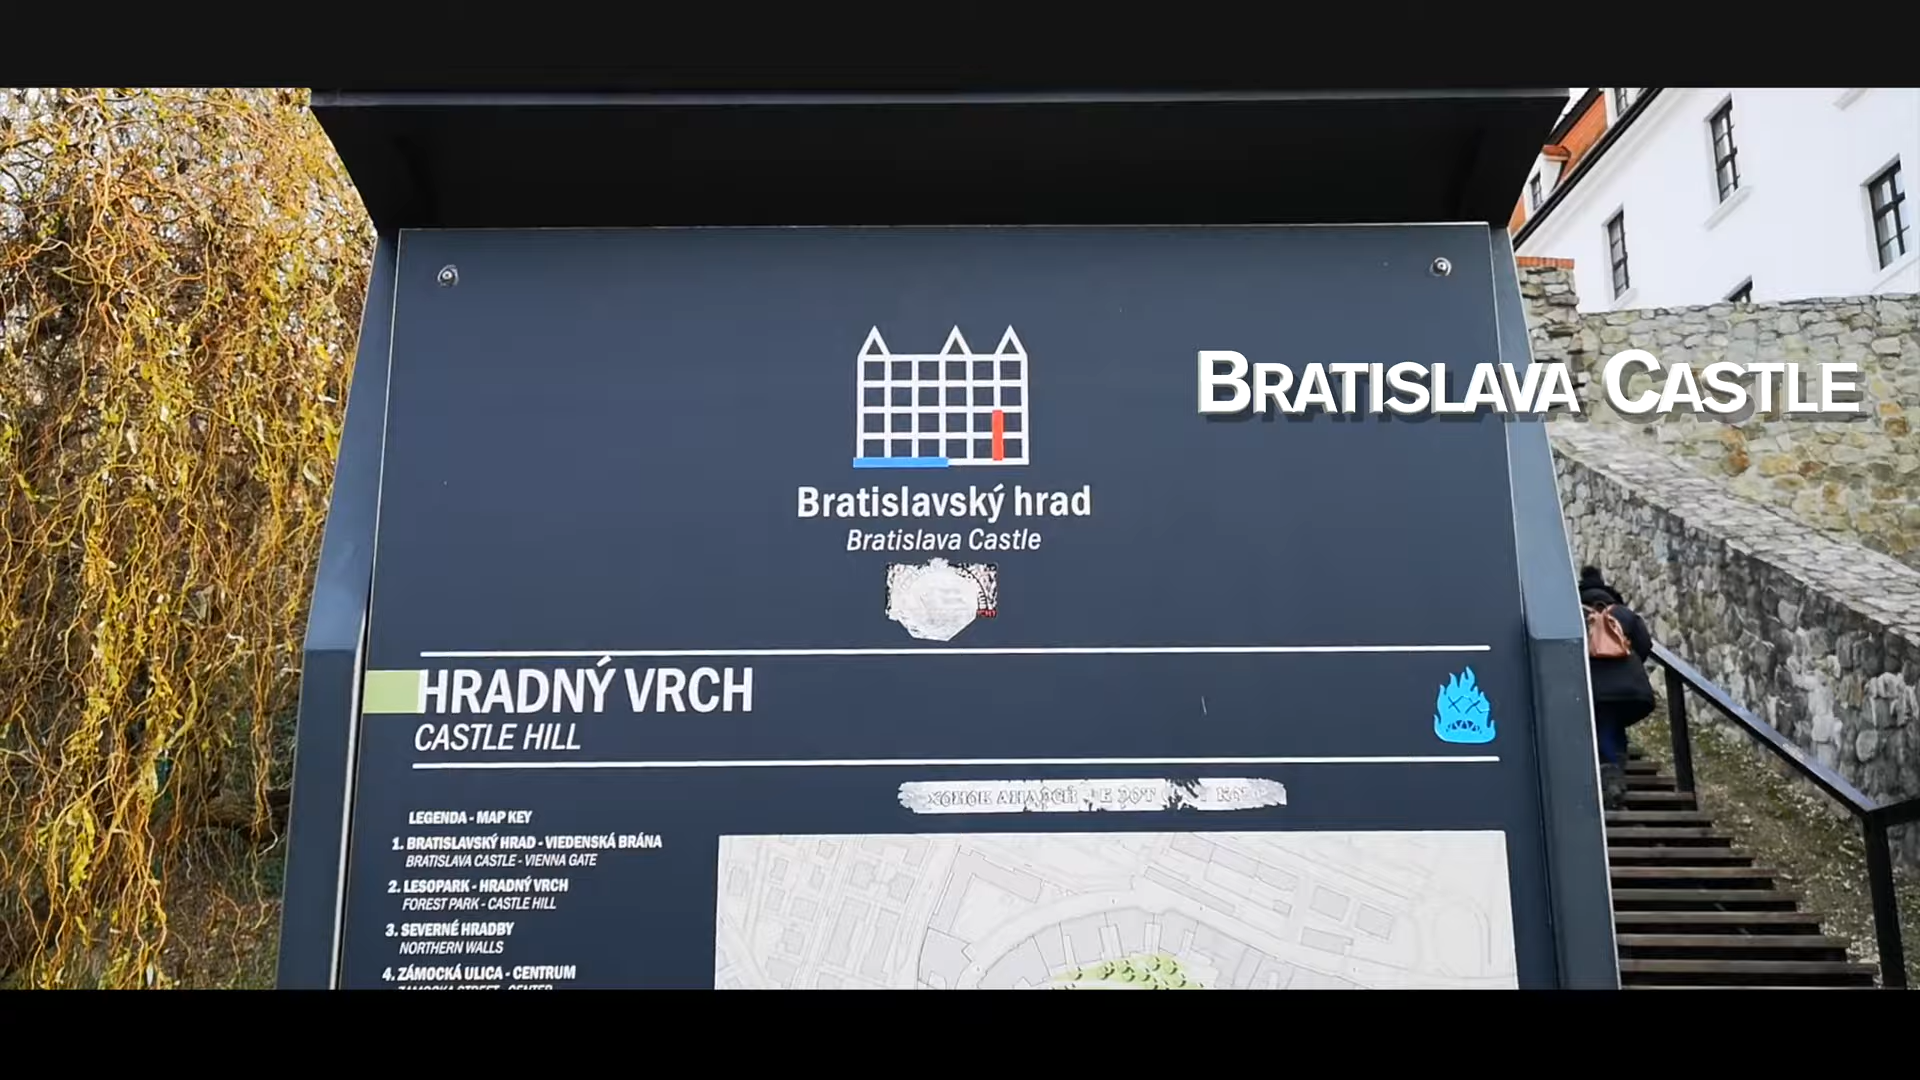 BRATISLAVA CASTLE
Bratislavský hrad
Bratislava Castle
HRADNÝ VRCH
CASTLE HILL
LEGENDA - MAP KEY
1. BRATISLAVSKÝ HRAD - VIEDENSKÁ BRÁNA
BRATISLAVA CASTLE - VIENNA GATE
2. LESOPARK - HRADNÝ VRCH
FOREST PARK - CASTLE HILL
3. SEVERNÉ HRADBY
NORTHERN WALLS
4. ZÁMOCKÁ ULICA - CENTRUM